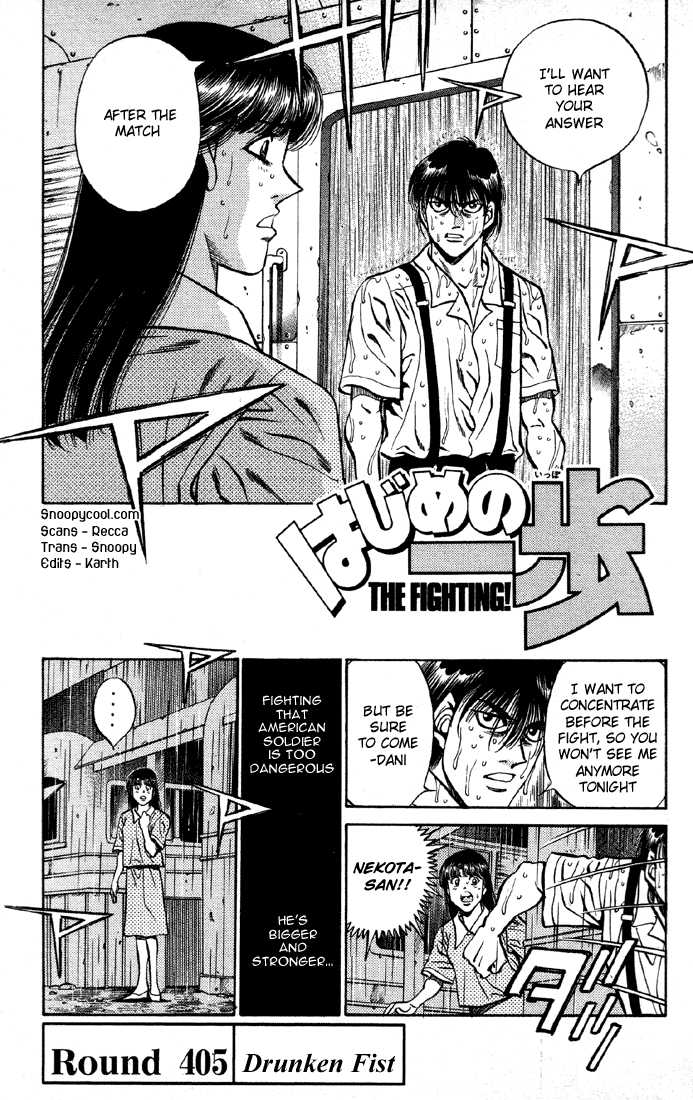 I'LL WANT
TO HEAR
YOUR
ANSWER
AFTER THE
MATCH
Snoopycool.com
Scans - Recca
Trans - Snoopy
Edits - Karth
いっぽ
はじめの一歩
THE FIGHTING!
I WANT TO
CONCENTRATE
BEFORE THE
FIGHT, SO YOU
WON'T SEE ME
ANYMORE
TONIGHT
BUT BE
SURE
TO COME
-DANI
NEKOTA-
SAN!!
ダダッ
FIGHTING
THAT
AMERICAN
SOLDIER
IS TOO
DANGEROUS
HE'S
BIGGER
AND
STRONGER...
....
Round 405
Drunken Fist